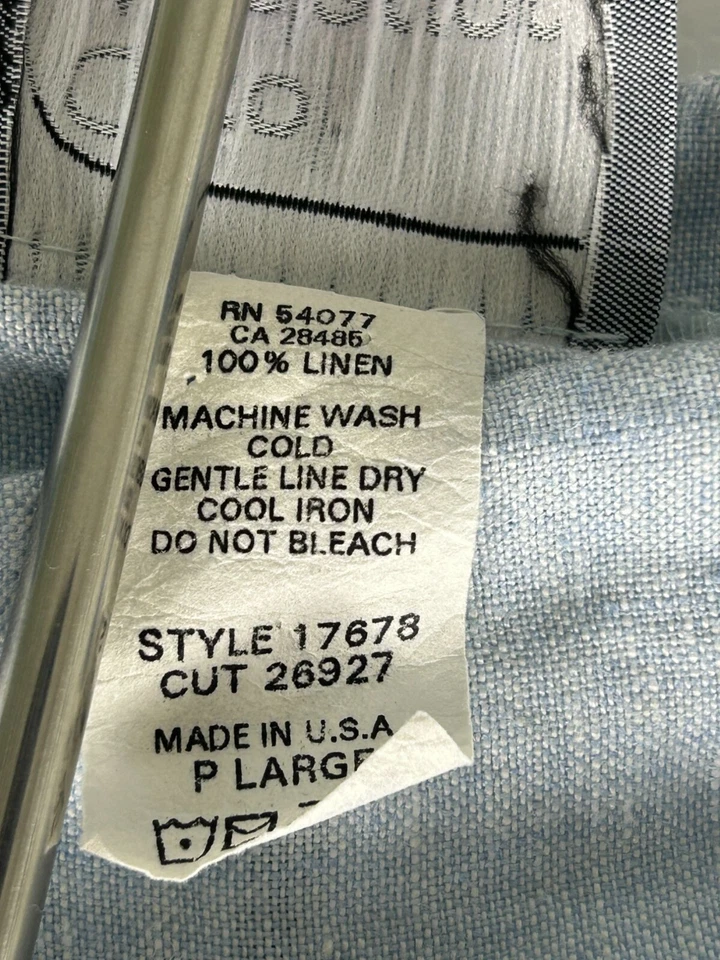 RN 54077
CA 28485
100% LINEN
MACHINE WASH
COLD
GENTLE LINE DRY
COOL IRON
DO NOT BLEACH
STYLE 17678
CUT 26927
MADE IN U.S.A
P LARGE